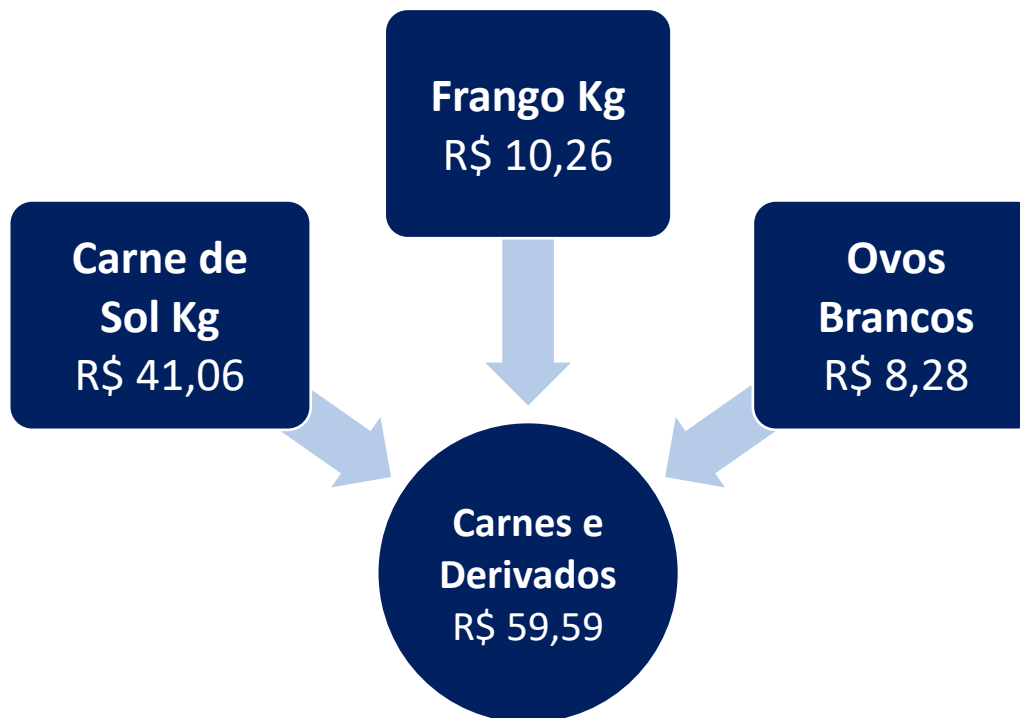 Frango Kg
R$ 10,26
Carne de
Sol Kg
R$ 41,06
Ovos
Brancos
R$ 8,28
Carnes e
Derivados
R$ 59,59